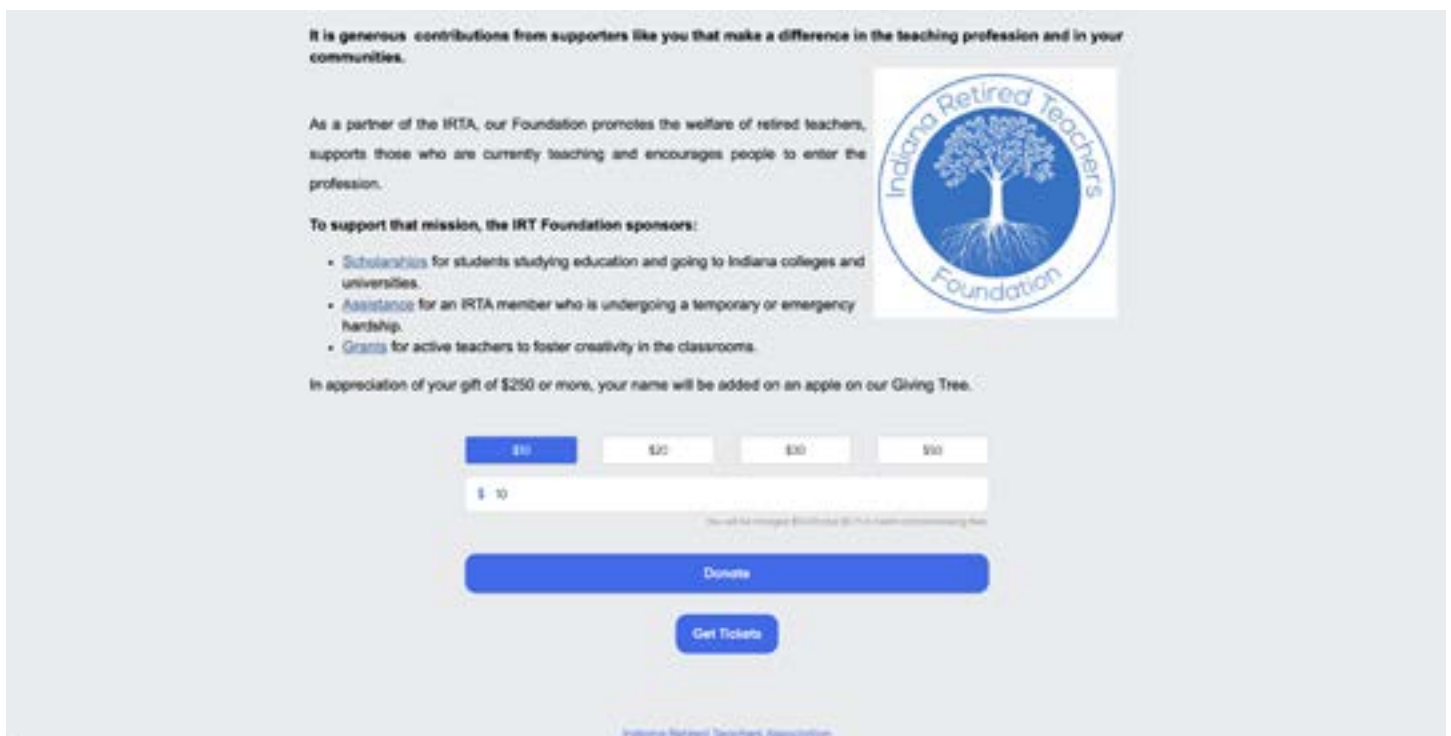 It is generous contributions from supporters like you that make a difference in the teaching profession and in your
communities.
Indiana Retired Teachers
Foundation
As a partner of the IRTA, our Foundation promotes the welfare of retired teachers,
supports those who are currently teaching and encourages people to enter the
profession.
To support that mission, the IRT Foundation sponsors:
• Scholarships for students studying education and going to Indiana colleges and
universities.
• Assistance for an IRTA member who is undergoing a temporary or emergency
hardship.
• Grants for active teachers to foster creativity in the classrooms.
In appreciation of your gift of $250 or more, your name will be added on an apple on our Giving Tree.
$10 $20 $30 $50
$ 10
You will be charged
Donate
Get Tickets
Indiana Retired Teachers Association